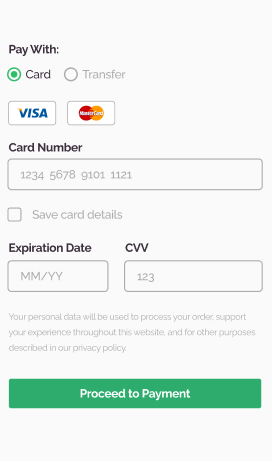 Pay With:
Card Transfer
VISA MasterCard
Card Number
1234 5678 9101 1121
Save card details
Expiration Date CVV
MM/YY 123
Your personal data will be used to process your order, support
your experience throughout this website, and for other purposes
described in our privacy policy.
Proceed to Payment